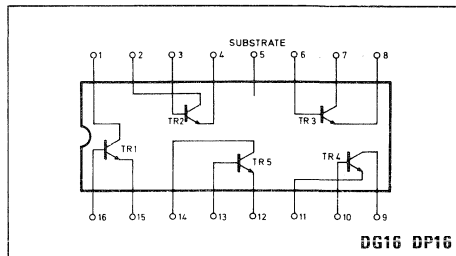 SUBSTRATE
1 2 3 4 5 6 7 8
TR2 TR3
TR1 TR5 TR4
16 15 14 13 12 11 10 9
DG16 DP16